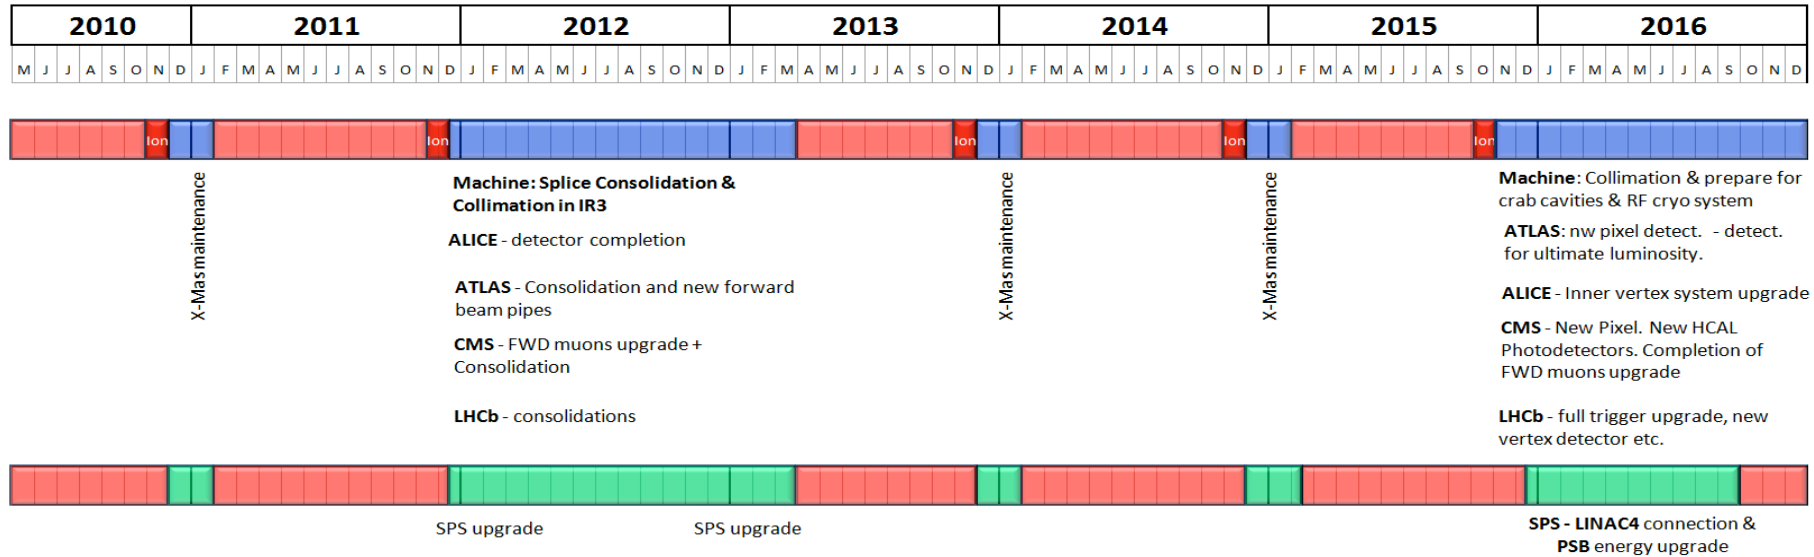 2010 2011 2012 2013 2014 2015 2016
M J J A S O N D J F M A M J J A S O N D J F M A M J J A S O N D J F M A M J J A S O N D J F M A M J J A S O N D J F M A M J J A S O N D J F M A M J J A S O N D
Ion Ion Ion Ion Ion
X-Mas maintenance
Machine: Splice Consolidation &
Collimation in IR3
ALICE - detector completion
ATLAS - Consolidation and new forward
beam pipes
CMS - FWD muons upgrade +
Consolidation
LHCb - consolidations
X-Mas maintenance
X-Mas maintenance
Machine: Collimation & prepare for
crab cavities & RF cryo system
ATLAS: nw pixel detect. - detect.
for ultimate luminosity.
ALICE - Inner vertex system upgrade
CMS - New Pixel. New HCAL
Photodetectors. Completion of
FWD muons upgrade
LHCb - full trigger upgrade, new
vertex detector etc.
SPS upgrade
SPS upgrade
SPS - LINAC4 connection &
PSB energy upgrade